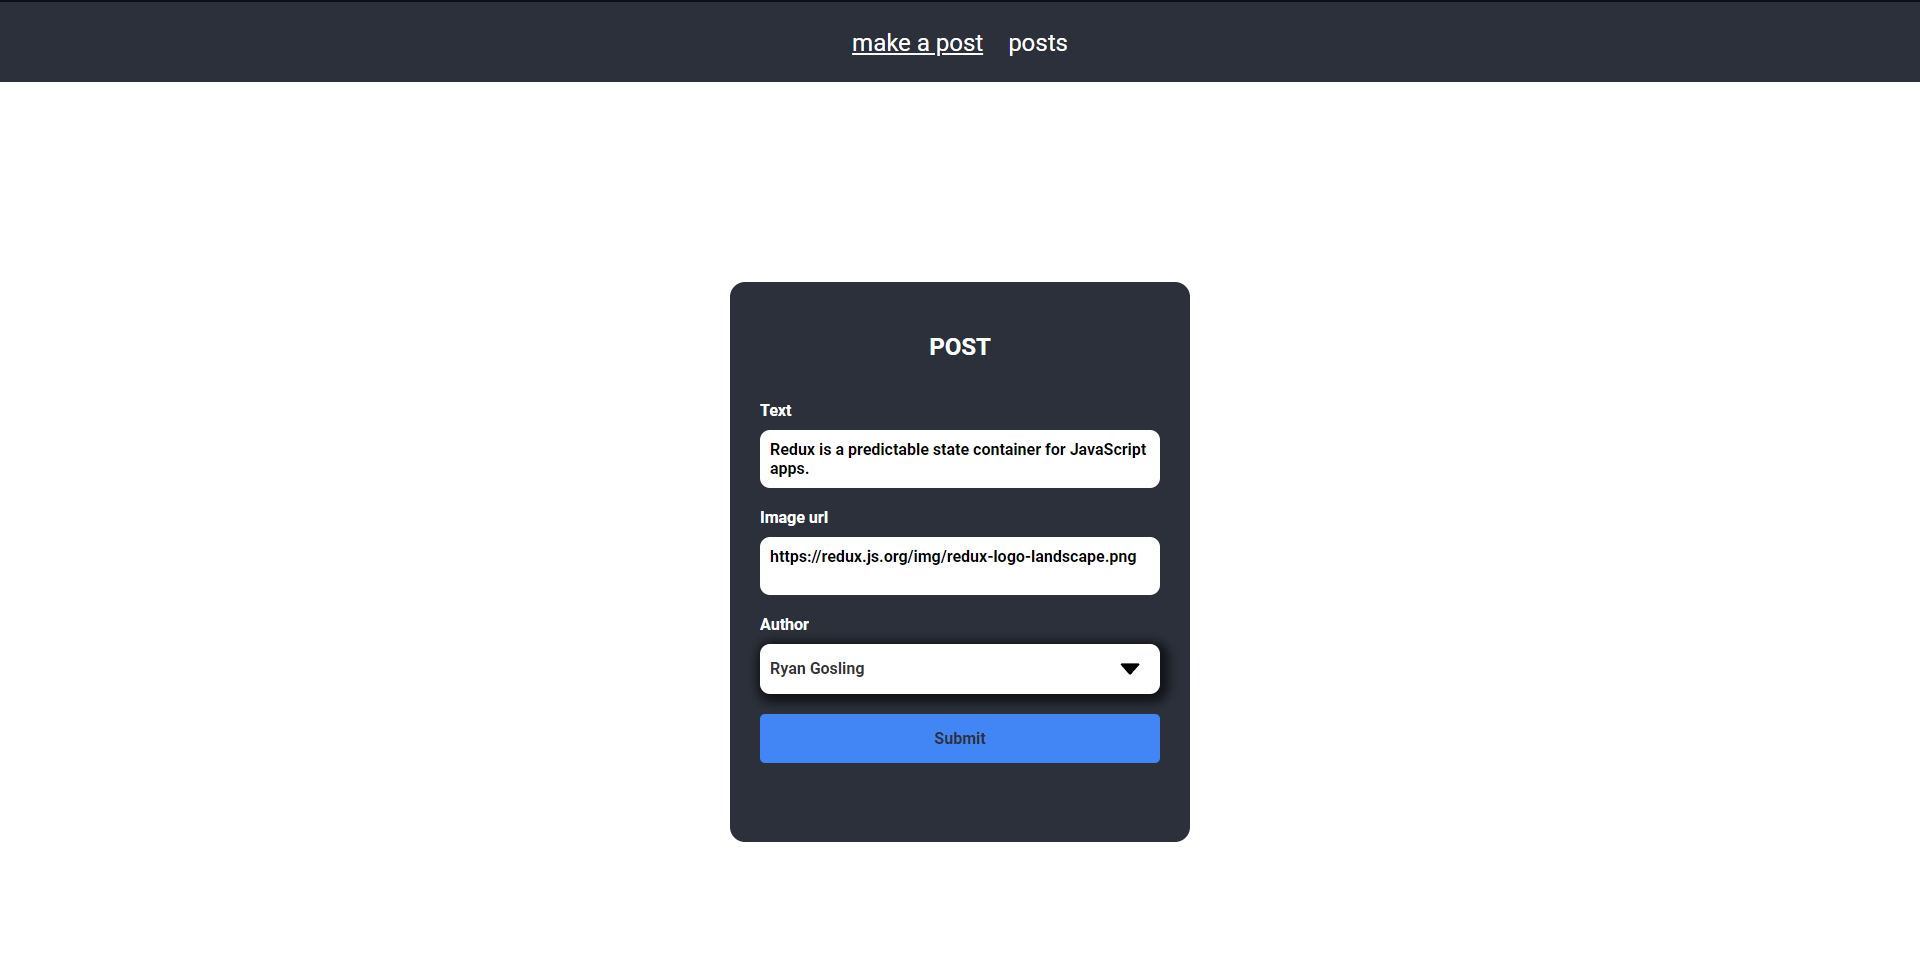 make a post posts
POST
Text
Redux is a predictable state container for JavaScript
apps.
Image url
https://redux.js.org/img/redux-logo-landscape.png
Author
Ryan Gosling
Submit